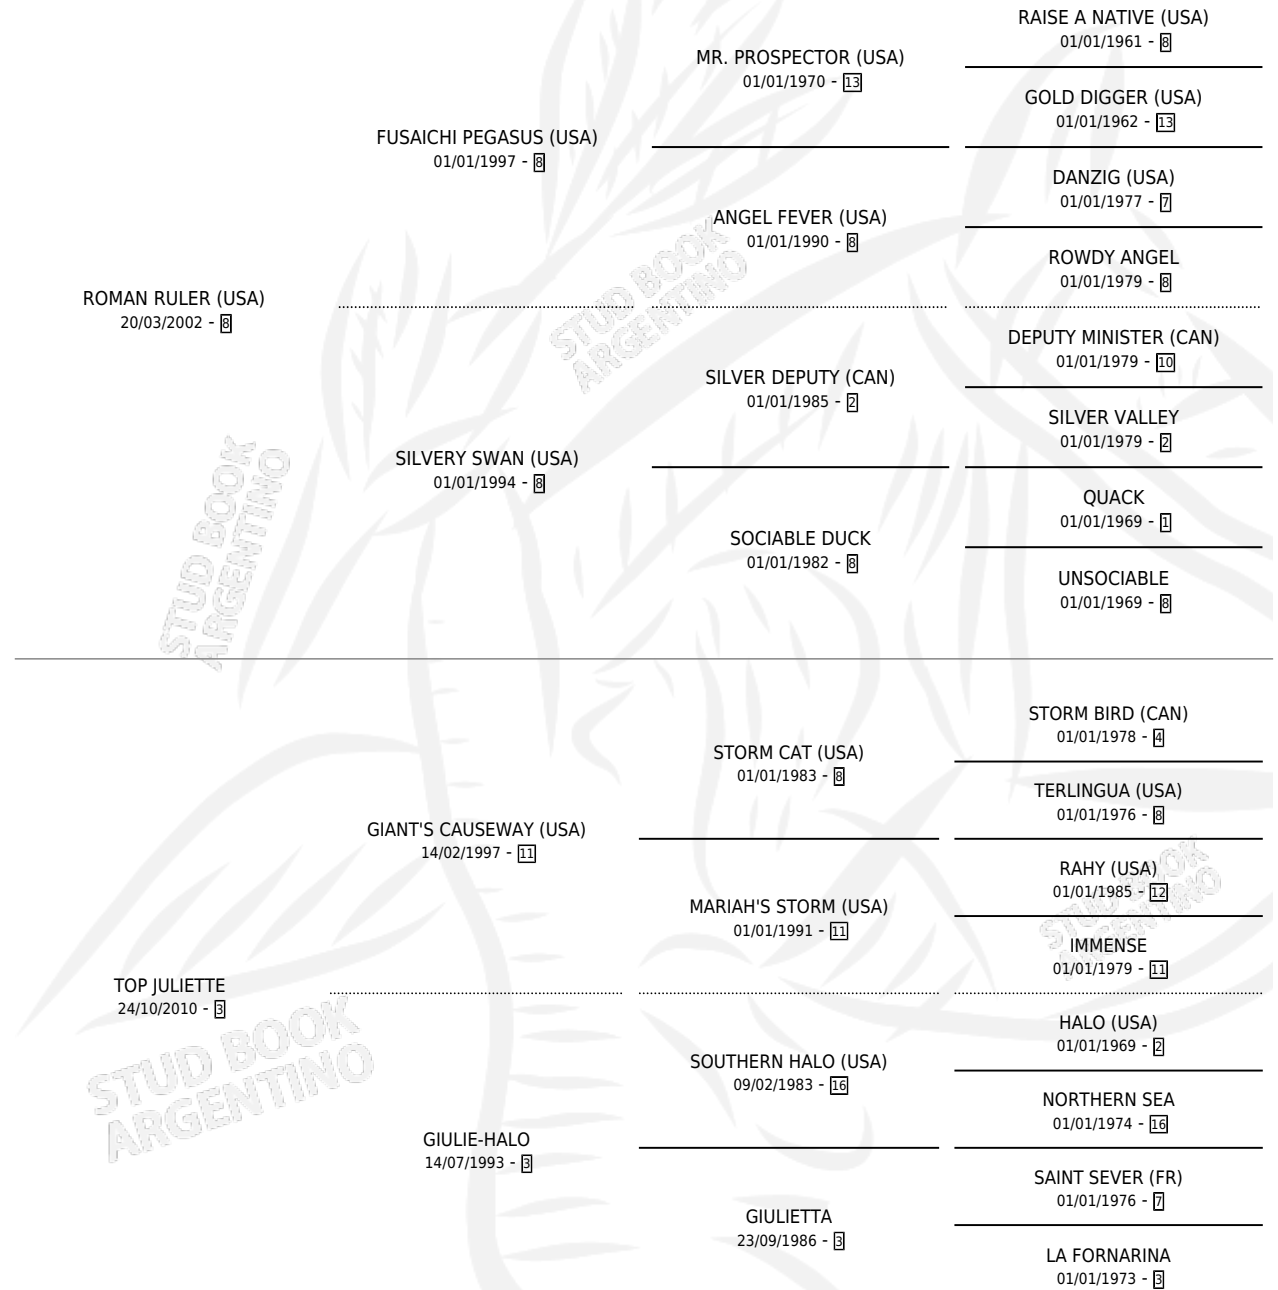 RAISE A NATIVE (USA)
01/01/1961 - 8
MR. PROSPECTOR (USA)
01/01/1970 - 13
GOLD DIGGER (USA)
01/01/1962 - 13
FUSAICHI PEGASUS (USA)
01/01/1997 - 8
DANZIG (USA)
01/01/1977 - 7
ANGEL FEVER (USA)
01/01/1990 - 8
ROWDY ANGEL
01/01/1979 - 8
ROMAN RULER (USA)
20/03/2002 - 8
DEPUTY MINISTER (CAN)
01/01/1979 - 10
SILVER DEPUTY (CAN)
01/01/1985 - 2
SILVER VALLEY
01/01/1979 - 2
SILVERY SWAN (USA)
01/01/1994 - 8
QUACK
01/01/1969 - 1
SOCIABLE DUCK
01/01/1982 - 8
UNSOCIABLE
01/01/1969 - 8
STORM BIRD (CAN)
01/01/1978 - 4
STORM CAT (USA)
01/01/1983 - 8
TERLINGUA (USA)
01/01/1976 - 8
GIANT'S CAUSEWAY (USA)
14/02/1997 - 11
RAHY (USA)
01/01/1985 - 12
MARIAH'S STORM (USA)
01/01/1991 - 11
IMMENSE
01/01/1979 - 11
TOP JULIETTE
24/10/2010 - 3
HALO (USA)
01/01/1969 - 2
SOUTHERN HALO (USA)
09/02/1983 - 16
NORTHERN SEA
01/01/1974 - 16
GIULIE-HALO
14/07/1993 - 3
SAINT SEVER (FR)
01/01/1976 - 7
GIULIETTA
23/09/1986 - 3
LA FORNARINA
01/01/1973 - 3
STUD BOOK
ARGENTINO
STUD BOOK
ARGENTINO
STUD BOOK
ARGENTINO
STUD BOOK
ARGENTINO